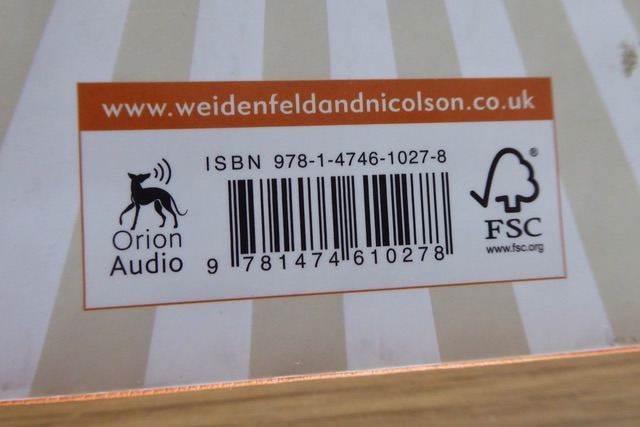 www.weidenfeldandnicolson.co.uk
ISBN 978-1-4746-1027-8
Orion
Audio
9 781474 610278
®
FSC
www.fsc.org